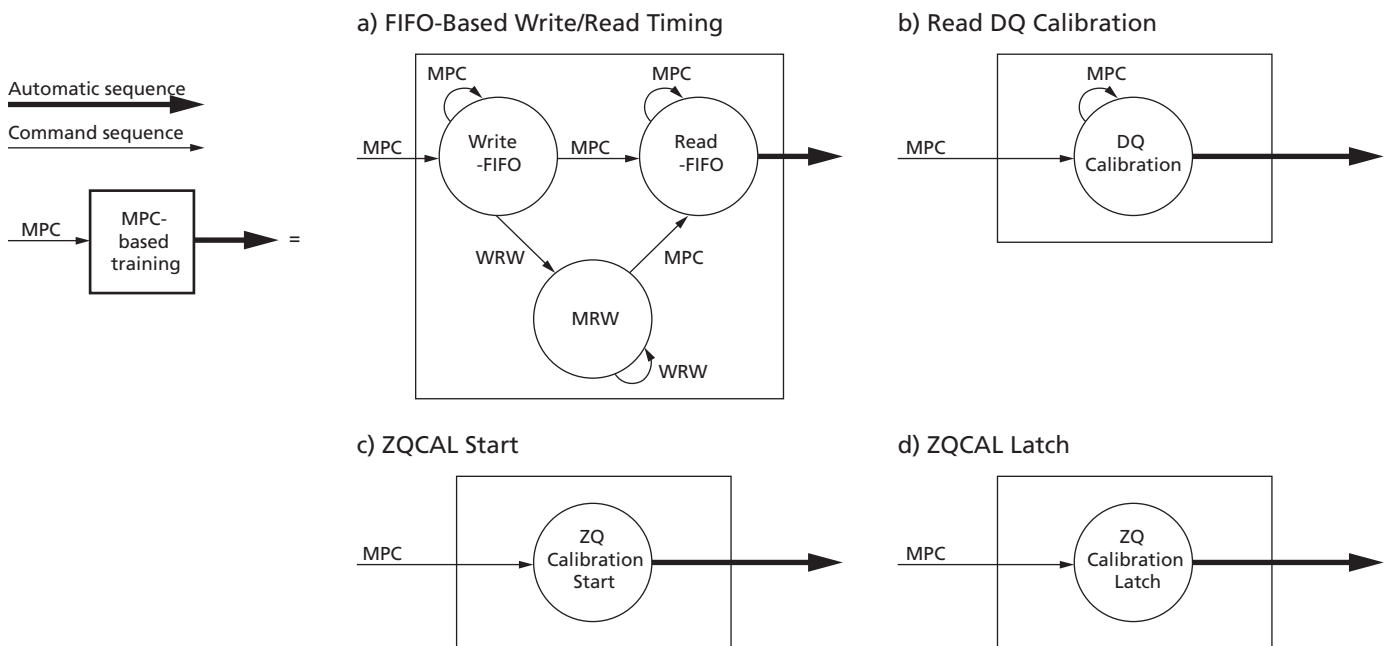 Automatic sequence
Command sequence
MPC
MPC-
based
training
=
a) FIFO-Based Write/Read Timing
MPC
MPC
MPC
Write
-FIFO
MPC
Read
-FIFO
WRW
MPC
MRW
WRW
b) Read DQ Calibration
MPC
MPC
DQ
Calibration
c) ZQCAL Start
MPC
ZQ
Calibration
Start
d) ZQCAL Latch
MPC
ZQ
Calibration
Latch